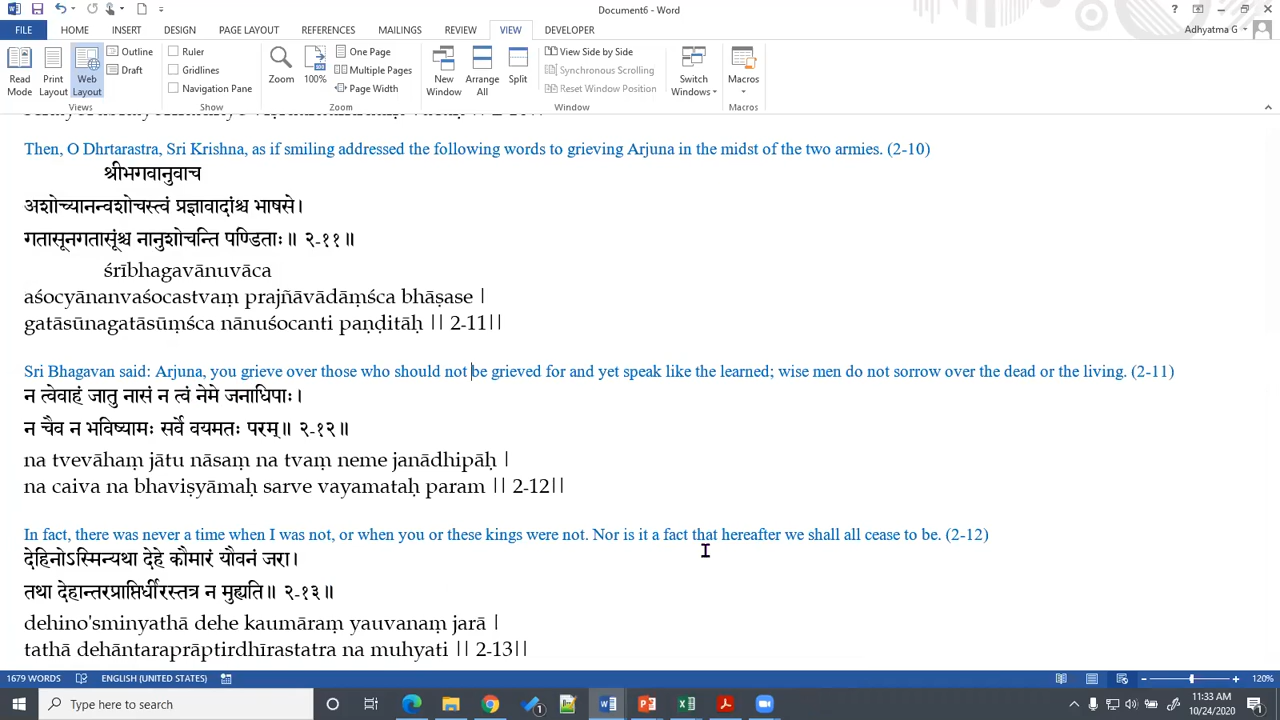 Document6 - Word
FILE HOME INSERT DESIGN PAGE LAYOUT REFERENCES MAILINGS REVIEW VIEW DEVELOPER
Adhyatma G
Read Mode Print Layout Web Layout Outline Draft
Views
Ruler Gridlines Navigation Pane
Show
Zoom 100% One Page Multiple Pages Page Width
Zoom
New Window Arrange All Split View Side by Side Synchronous Scrolling Reset Window Position Switch Windows
Window
Macros
Macros
Then, O Dhrtarastra, Sri Krishna, as if smiling addressed the following words to grieving Arjuna in the midst of the two armies. (2-10)
श्रीभगवानुवाच
अशोच्यानन्वशोचस्त्वं प्रज्ञावादांश्च भाषसे।
गतासूनगतासूंश्च नानुशोचन्ति पण्डिताः॥ २-११॥
śrībhagavānuvāca
aśocyānanvaśocastvaṃ prajñāvādāṃśca bhāṣase |
gatāsūnagatāsūṃśca nānuśocanti paṇḍitāḥ || 2-11||
Sri Bhagavan said: Arjuna, you grieve over those who should not be grieved for and yet speak like the learned; wise men do not sorrow over the dead or the living. (2-11)
न त्वेवाहं जातु नासं न त्वं नेमे जनाधिपाः।
न चैव न भविष्यामः सर्वे वयमतः परम्॥ २-१२॥
na tvevāhaṃ jātu nāsaṃ na tvaṃ neme janādhipāḥ |
na caiva na bhaviṣyāmaḥ sarve vayamataḥ param || 2-12||
In fact, there was never a time when I was not, or when you or these kings were not. Nor is it a fact that hereafter we shall all cease to be. (2-12)
देहिनोऽस्मिन्यथा देहे कौमारं यौवनं जरा।
तथा देहान्तरप्राप्तिर्धीरस्तत्र न मुह्यति॥ २-१३॥
dehino'sminyathā dehe kaumāraṃ yauvanaṃ jarā |
tathā dehāntaraprāptirdhīrastatra na muhyati || 2-13||
1679 WORDS ENGLISH (UNITED STATES) 120%
Type here to search
11:33 AM
10/24/2020